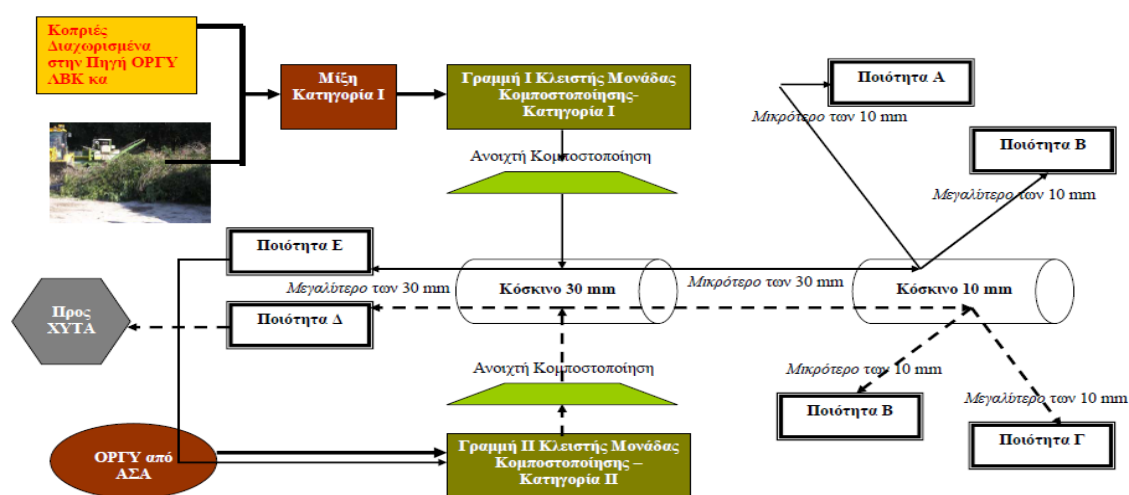 Κοπριές
Διαχωρισμένα
στην Πηγή ΟΡΓΥ
ΛΒΚ κα
Μίξη
Κατηγορία Ι
Γραμμή Ι Κλειστής Μονάδας
Κομποστοποίησης-
Κατηγορία Ι
Ποιότητα Α
Μικρότερο των 10 mm
Ποιότητα Β
Μεγαλύτερο των 10 mm
Ανοιχτή Κομποστοποίηση
Ποιότητα Ε
Μεγαλύτερο των 30 mm
Κόσκινο 30 mm
Μικρότερο των 30 mm
Κόσκινο 10 mm
Προς
ΧΥΤΑ
Ποιότητα Δ
Ανοιχτή Κομποστοποίηση
Μικρότερο των 10 mm
Μεγαλύτερο των 10 mm
Ποιότητα Β
Ποιότητα Γ
ΟΡΓΥ από
ΑΣΑ
Γραμμή ΙΙ Κλειστής Μονάδας
Κομποστοποίησης –
Κατηγορία ΙΙ